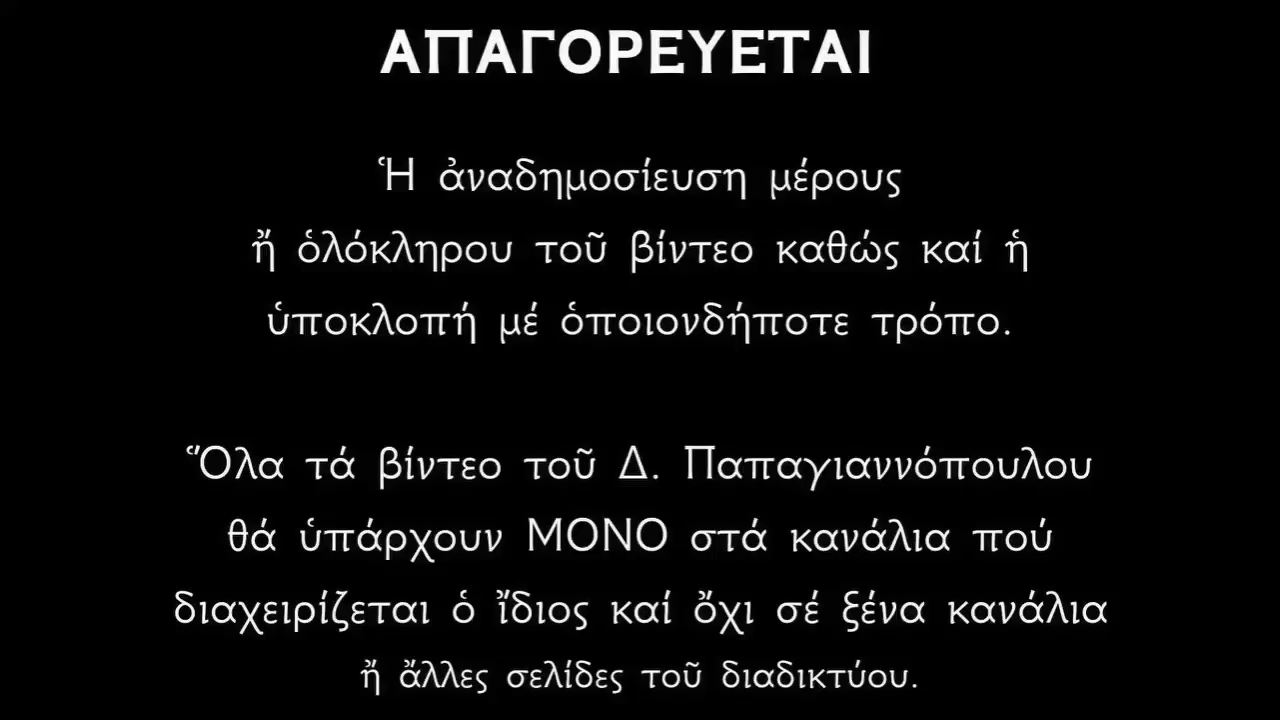 ΑΠΑΓΟΡΕΥΕΤΑΙ
Ἡ ἀναδημοσίευση μέρους
ἤ ὁλόκληρου τοῦ βίντεο καθώς καί ἡ
ὑποκλοπή μέ ὁποιονδήποτε τρόπο.
Ὅλα τά βίντεο τοῦ Δ. Παπαγιαννόπουλου
θά ὑπάρχουν ΜΟΝΟ στά κανάλια πού
διαχειρίζεται ὁ ἴδιος καί ὄχι σέ ξένα κανάλια
ἤ ἄλλες σελίδες τοῦ διαδικτύου.